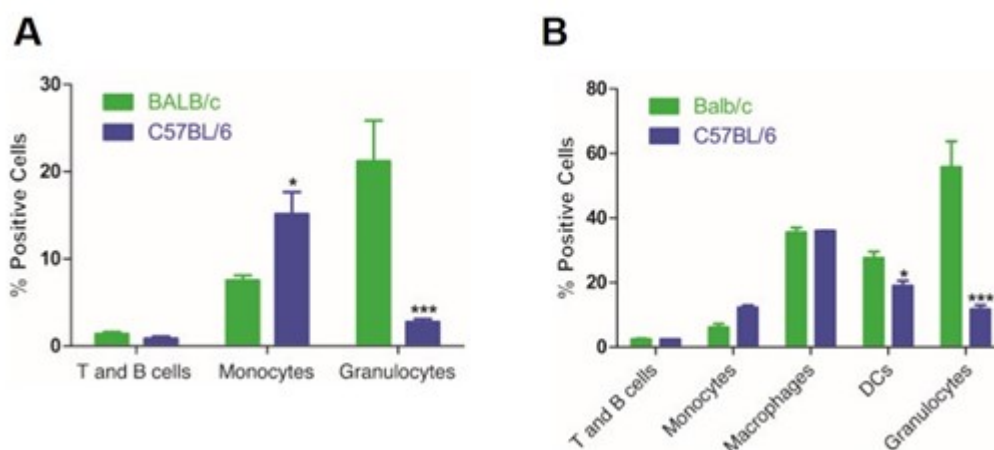 A
% Positive Cells
30
20
10
0
BALB/c
C57BL/6
*
***
T and B cells
Monocytes
Granulocytes
B
% Positive Cells
80
60
40
20
0
Balb/c
C57BL/6
*
***
T and B cells
Monocytes
Macrophages
DCs
Granulocytes